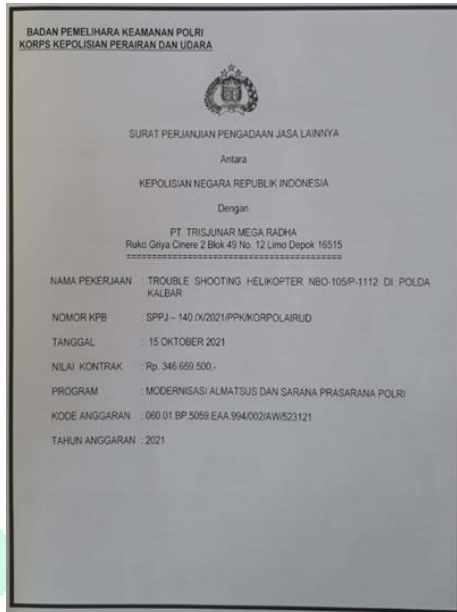 BADAN PEMELIHARA KEAMANAN POLRI
KORPS KEPOLISIAN PERAIRAN DAN UDARA
SURAT PERJANJIAN PENGADAAN JASA LAINNYA
Antara
KEPOLISIAN NEGARA REPUBLIK INDONESIA
Dengan
PT. TRISJUNAR MEGA RADHA
Ruko Griya Cinere 2 Blok 49 No. 12 Limo Depok 16515
==========================================
NAMA PEKERJAAN : TROUBLE SHOOTING HELIKOPTER NBO-105/P-1112 DI POLDA
KALBAR
NOMOR KPB : SPPJ – 140 /X/2021/PPK/KORPOLAIRUD
TANGGAL : 15 OKTOBER 2021
NILAI KONTRAK : Rp. 346.659.500,-
PROGRAM : MODERNISASI ALMATSUS DAN SARANA PRASARANA POLRI
KODE ANGGARAN : 060.01.BP.5059.EAA.994/002/AW/523121
TAHUN ANGGARAN : 2021